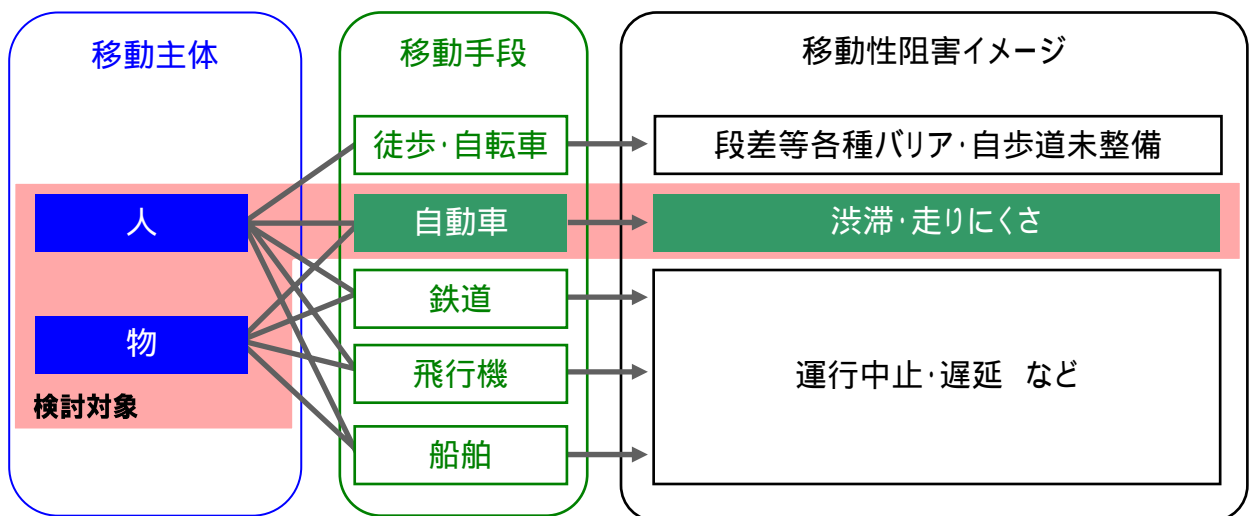 移動主体
移動手段
移動性阻害イメージ
徒歩・自転車
段差等各種バリア・自歩道未整備
人
自動車
渋滞・走りにくさ
鉄道
物
飛行機
運行中止・遅延 など
検討対象
船舶